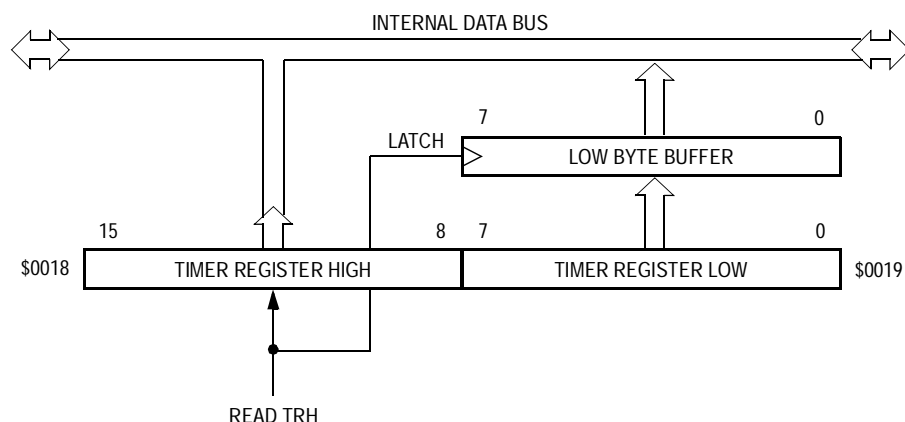 INTERNAL DATA BUS
7 0
LATCH
LOW BYTE BUFFER
15 8 7 0
$0018 TIMER REGISTER HIGH TIMER REGISTER LOW $0019
READ TRH